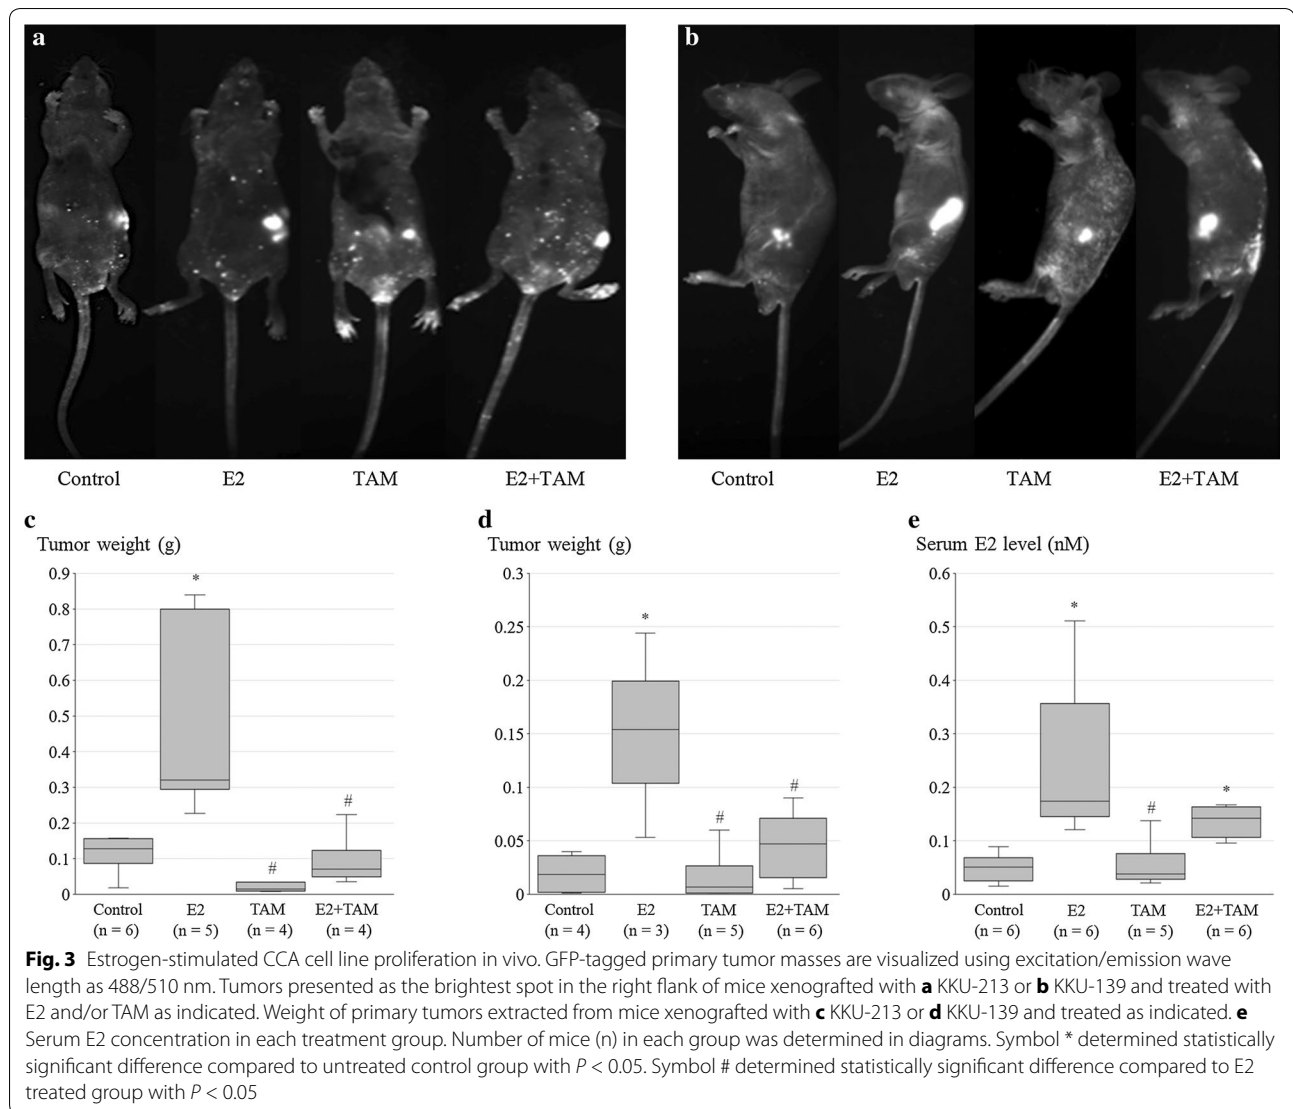 a
b
Control E2 TAM E2+TAM
Control E2 TAM E2+TAM
c
Tumor weight (g)
0.9
0.8
0.7
0.6
0.5
0.4
0.3
0.2
0.1
0
*
#
#
Control E2 TAM E2+TAM
(n = 6) (n = 5) (n = 4) (n = 4)
d
Tumor weight (g)
0.3
0.25
0.2
0.15
0.1
0.05
0
*
#
#
Control E2 TAM E2+TAM
(n = 4) (n = 3) (n = 5) (n = 6)
e
Serum E2 level (nM)
0.6
0.5
0.4
0.3
0.2
0.1
0
*
#
*
Control E2 TAM E2+TAM
(n = 6) (n = 6) (n = 5) (n = 6)
Fig. 3 Estrogen-stimulated CCA cell line proliferation in vivo. GFP-tagged primary tumor masses are visualized using excitation/emission wave
length as 488/510 nm. Tumors presented as the brightest spot in the right flank of mice xenografted with a KKU-213 or b KKU-139 and treated with
E2 and/or TAM as indicated. Weight of primary tumors extracted from mice xenografted with c KKU-213 or d KKU-139 and treated as indicated. e
Serum E2 concentration in each treatment group. Number of mice (n) in each group was determined in diagrams. Symbol * determined statistically
significant difference compared to untreated control group with P < 0.05. Symbol # determined statistically significant difference compared to E2
treated group with P < 0.05